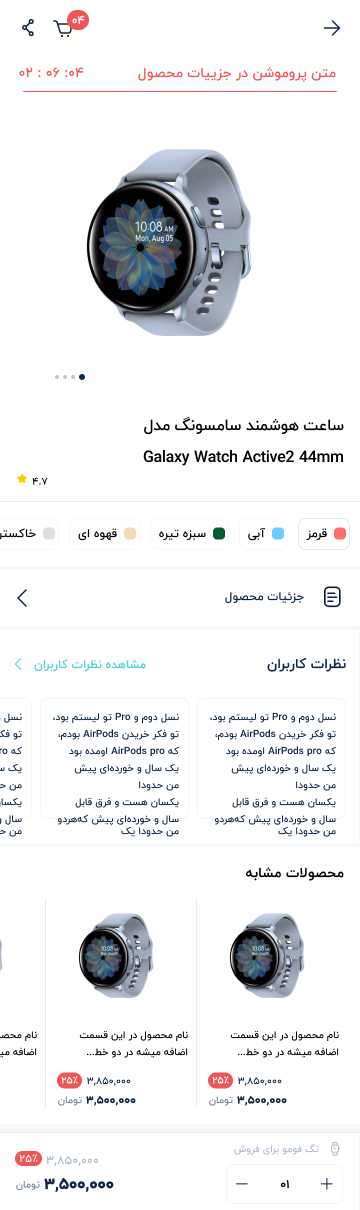 ۰۴
متن پروموشن در جزییات محصول
۰۲ : ۰۶ : ۰۴
10:08 AM
Mon, Aug 05
ساعت هوشمند سامسونگ مدل
Galaxy Watch Active2 44mm
۴.۷
قرمز
آبی
سبزه تیره
قهوه ای
خاکستر
جزئیات محصول
نظرات کاربران
مشاهده نظرات کاربران
نسل دوم و Pro تو لیستم بود،
تو فکر خریدن AirPods بودم،
که AirPods pro اومده بود
یک سال و خورده‌ای پیش
من حدودا
یکسان هست و فرق قابل
سال و خورده‌ای پیش که‌هردو
من حدودا یک
نسل دوم و Pro تو لیستم بود،
تو فکر خریدن AirPods بودم،
که AirPods pro اومده بود
یک سال و خورده‌ای پیش
من حدودا
یکسان هست و فرق قابل
سال و خورده‌ای پیش که‌هردو
من حدودا یک
نسل د
تو فک
که ro
یک س
من حد
یکسان
سال و
من حد
محصولات مشابه
نام محصول در این قسمت
اضافه میشه در دو خط...
۳,۸۵۰,۰۰۰ ۲۵٪
۳,۵۰۰,۰۰۰ تومان
نام محصول در این قسمت
اضافه میشه در دو خط...
۳,۸۵۰,۰۰۰ ۲۵٪
۳,۵۰۰,۰۰۰ تومان
نام محصو
اضافه می
تگ فومو برای فروش
۰۱
۳,۸۵۰,۰۰۰ ۲۵٪
۳,۵۰۰,۰۰۰ تومان